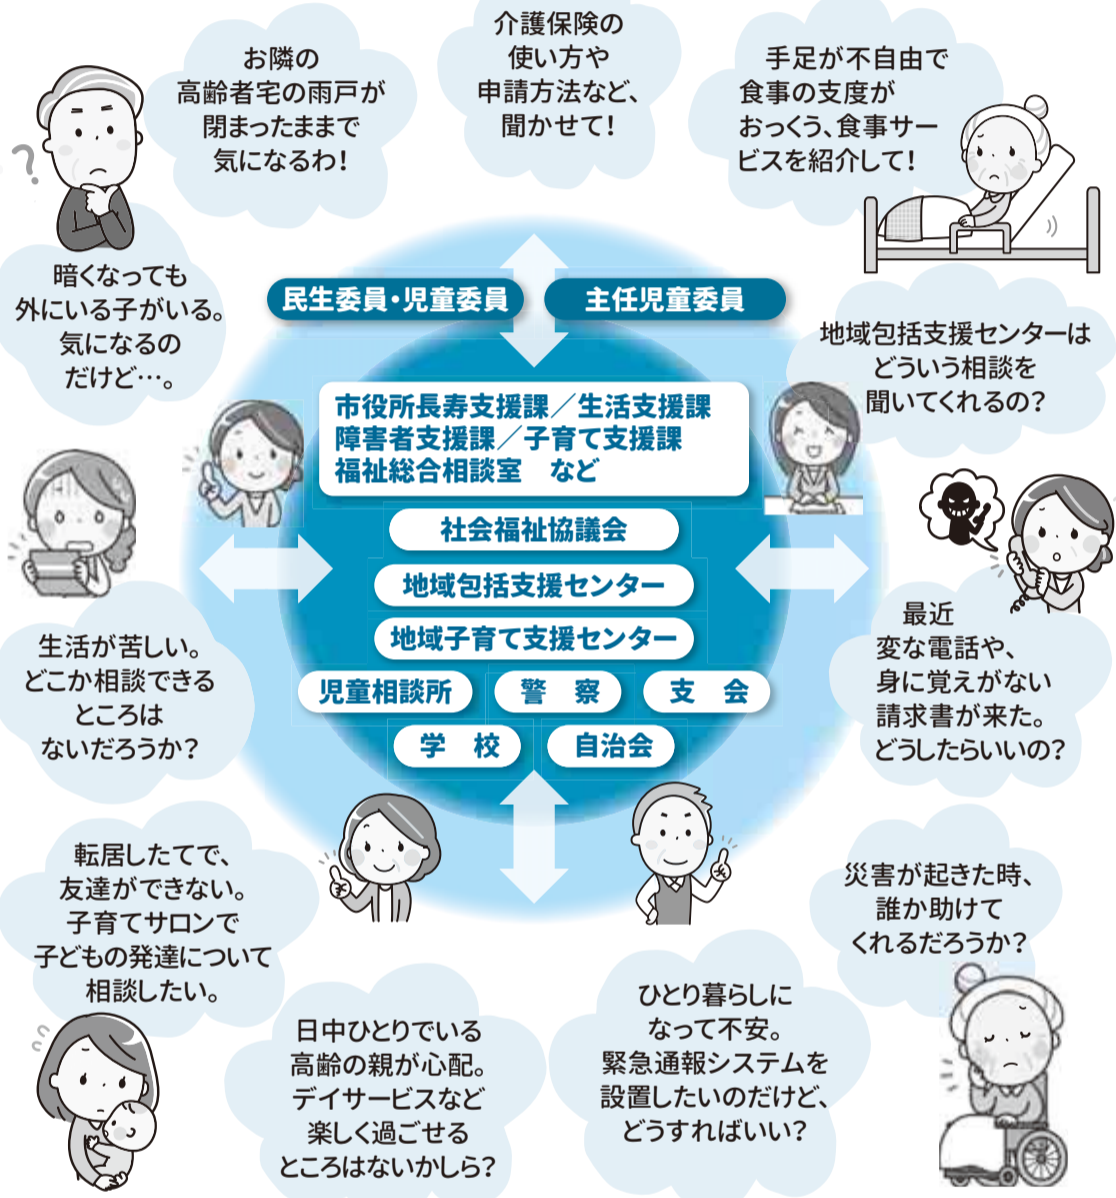 お隣の
高齢者宅の雨戸が
閉まったままで
気になるわ！
介護保険の
使い方や
申請方法など、
聞かせて！
手足が不自由で
食事の支度が
おっくう、食事サー
ビスを紹介して！
?
暗くなっても
外にいる子がいる。
気になるの
だけど…。
民生委員・児童委員
主任児童委員
地域包括支援センターは
どういう相談を
聞いてくれるの？
市役所長寿支援課／生活支援課
障害者支援課／子育て支援課
福祉総合相談室　など
社会福祉協議会
地域包括支援センター
地域子育て支援センター
児童相談所
警　察
支　会
学　校
自治会
生活が苦しい。
どこか相談できる
ところは
ないだろうか？
最近
変な電話や、
身に覚えがない
請求書が来た。
どうしたらいいの？
転居したてで、
友達ができない。
子育てサロンで
子どもの発達について
相談したい。
災害が起きた時、
誰か助けて
くれるだろうか？
日中ひとりでいる
高齢の親が心配。
デイサービスなど
楽しく過ごせる
ところはないかしら？
ひとり暮らしに
なって不安。
緊急通報システムを
設置したいのだけど、
どうすればいい？